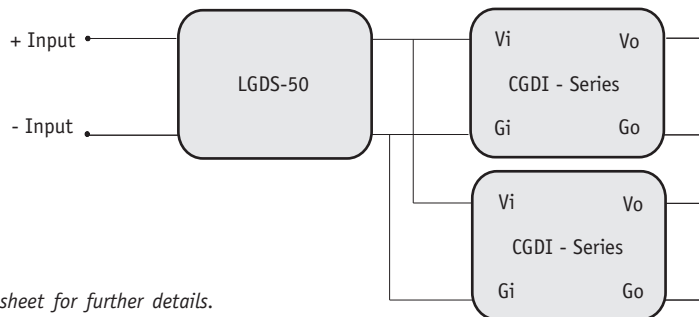 + Input
- Input
LGDS-50
Vi Vo
CGDI - Series
Gi Go
Vi Vo
CGDI - Series
Gi Go
sheet for further details.